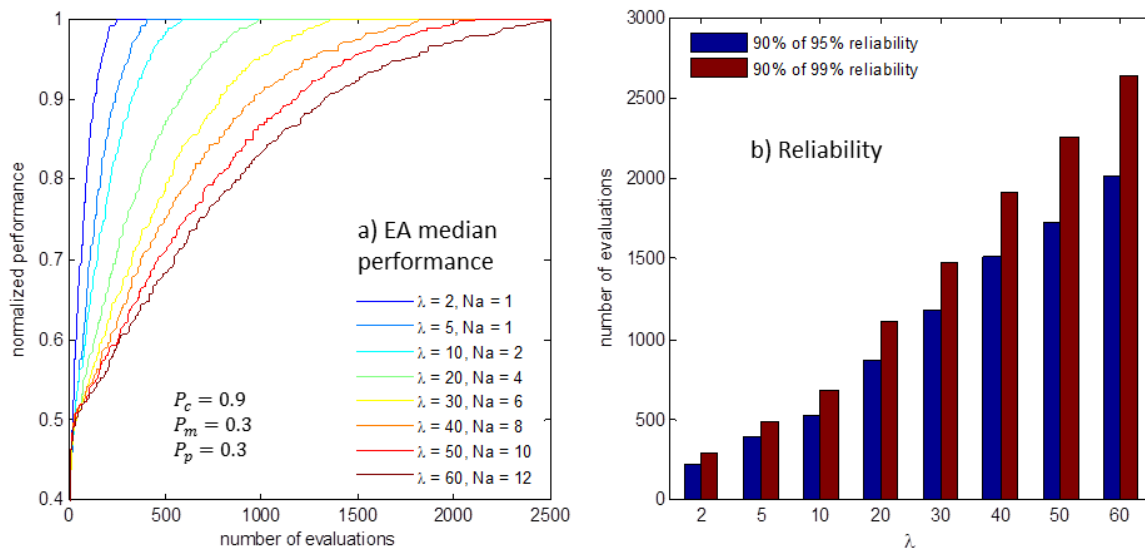 1
0.9
0.8
0.7
0.6
0.5
0.4
normalized performance
0
500
1000
1500
2000
2500
number of evaluations
a) EA median
performance
λ = 2, Na = 1
λ = 5, Na = 1
λ = 10, Na = 2
λ = 20, Na = 4
λ = 30, Na = 6
λ = 40, Na = 8
λ = 50, Na = 10
λ = 60, Na = 12
P_c = 0.9
P_m = 0.3
P_p = 0.3
3000
2500
2000
1500
1000
500
0
number of evaluations
90% of 95% reliability
90% of 99% reliability
b) Reliability
2
5
10
20
30
40
50
60
λ